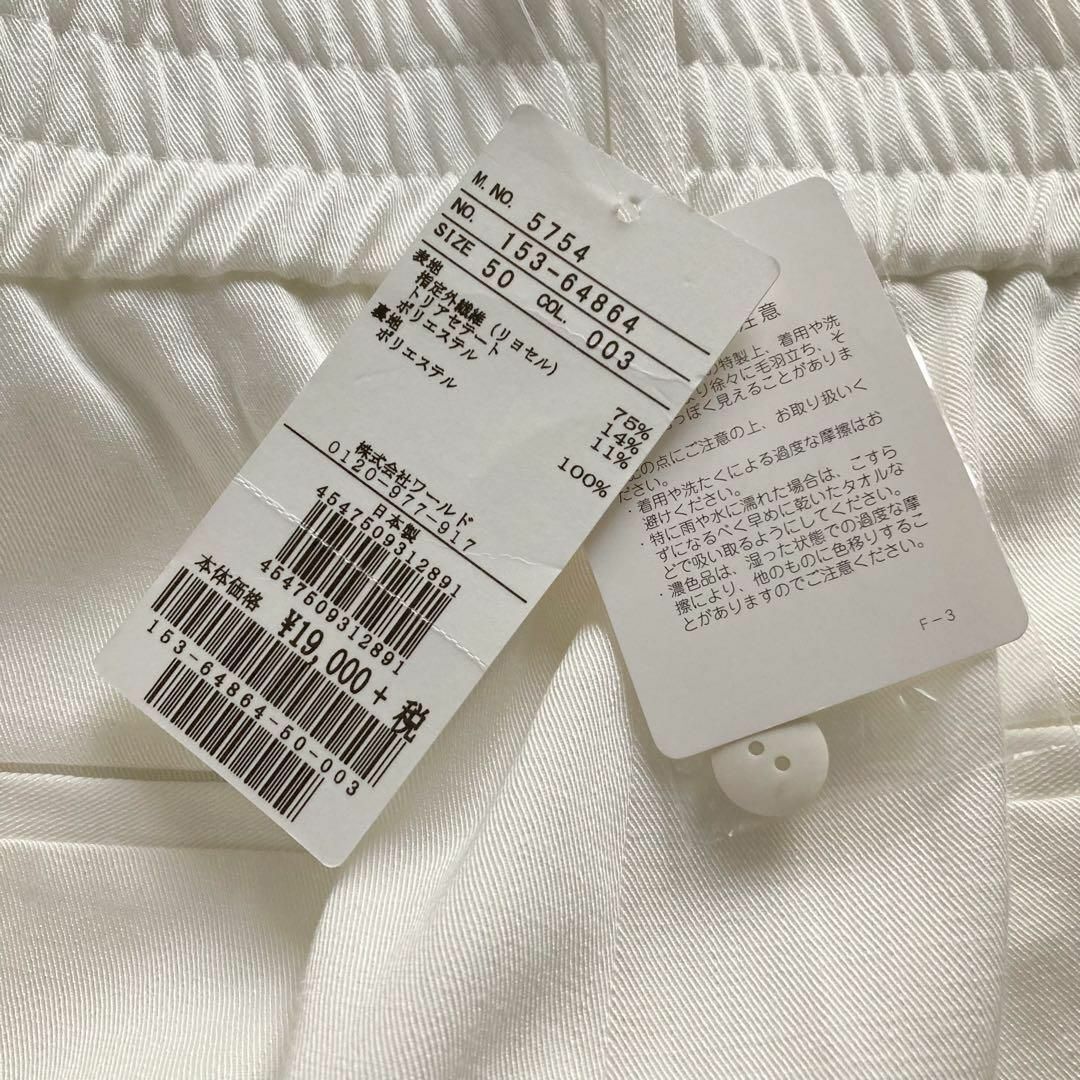 M. NO. 5754
NO. 153-64864
SIZE 50 COL. 003
表地
指定外繊維 (リヨセル) 75%
トリアセテート 14%
ポリエステル 11%
裏地
ポリエステル 100%
株式会社ワールド
0120-977-917
日本製
4547509312891
4547509312891
本体価格 ¥19,000 + 税
153-64864-50-003
注意
の特製上、着用や洗
より徐々に毛羽立ち、そ
っぽく見えることがありま
の点にご注意の上、お取り扱いく
ださい。
・着用や洗たくによる過度な摩擦はお
避けください。
・特に雨や水に濡れた場合は、こすら
ずになるべく早めに乾いたタオルな
どで吸い取るようにしてください。
・濃色品は、湿った状態での過度な摩
擦により、他のものに色移りするこ
とがありますのでご注意ください。
F-3